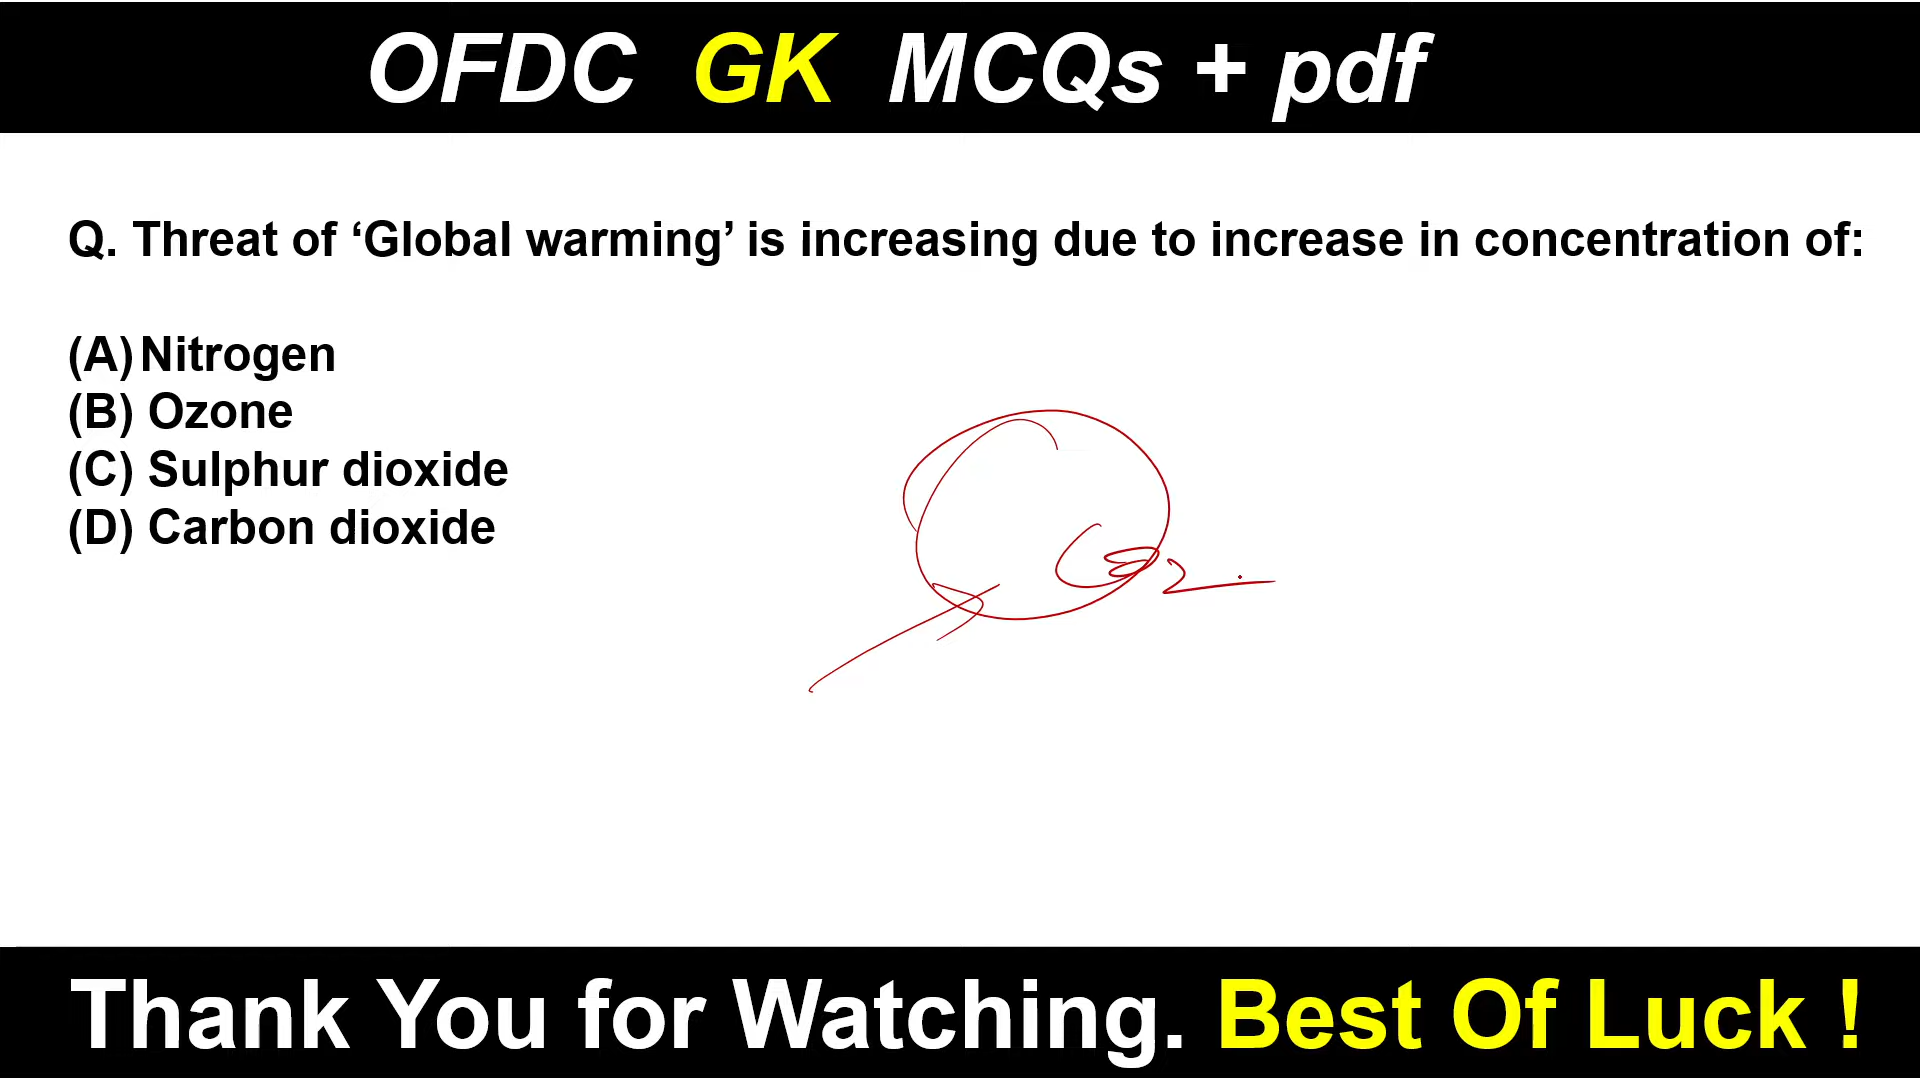 OFDC GK MCQs + pdf
Q. Threat of ‘Global warming’ is increasing due to increase in concentration of:
(A) Nitrogen
(B) Ozone
(C) Sulphur dioxide
(D) Carbon dioxide
Co2
Thank You for Watching. Best Of Luck !